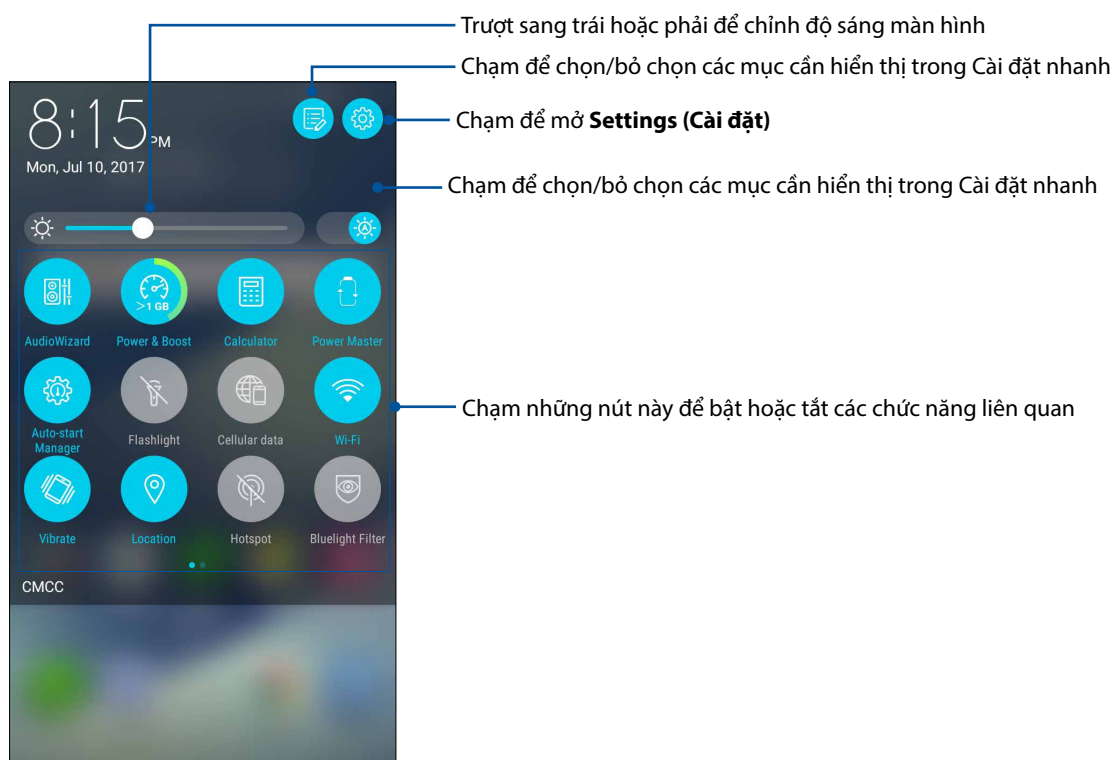 Trượt sang trái hoặc phải để chỉnh độ sáng màn hình
Chạm để chọn/bỏ chọn các mục cần hiển thị trong Cài đặt nhanh
8:15 PM
Chạm để mở Settings (Cài đặt)
Mon, Jul 10, 2017
Chạm để chọn/bỏ chọn các mục cần hiển thị trong Cài đặt nhanh
A
>1 GB
AudioWizard Power & Boost Calculator Power Master
Chạm những nút này để bật hoặc tắt các chức năng liên quan
Auto-start Manager Flashlight Cellular data Wi-Fi
Vibrate Location Hotspot Bluelight Filter
CMCC